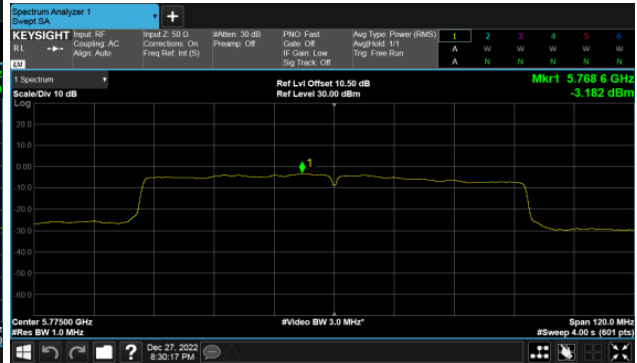 Spectrum Analyzer 1
Swept SA
+
KEYSIGHT Input: RF Input Z: 50 Ω #Atten: 30 dB PNO: Fast Avg Type: Power (RMS) 1 2 3 4 5 6
RL Coupling: AC Corrections: On Preamp: Off Gate: Off Avg|Hold: 1/1 A W W W W W
Align: Auto Freq Ref: Int (S) IF Gain: Low Trig: Free Run
LXI Sig Track: Off A N N N N N
1 Spectrum Ref Lvl Offset 10.50 dB Mkr1 5.768 6 GHz
Scale/Div 10 dB Ref Level 30.00 dBm -3.182 dBm
Log
20.0
10.0
0.00
1
-10.0
-20.0
-30.0
-40.0
-50.0
-60.0
Center 5.77500 GHz #Video BW 3.0 MHz* Span 120.0 MHz
#Res BW 1.0 MHz #Sweep 4.00 s (601 pts)
? Dec 27, 2022
8:30:17 PM